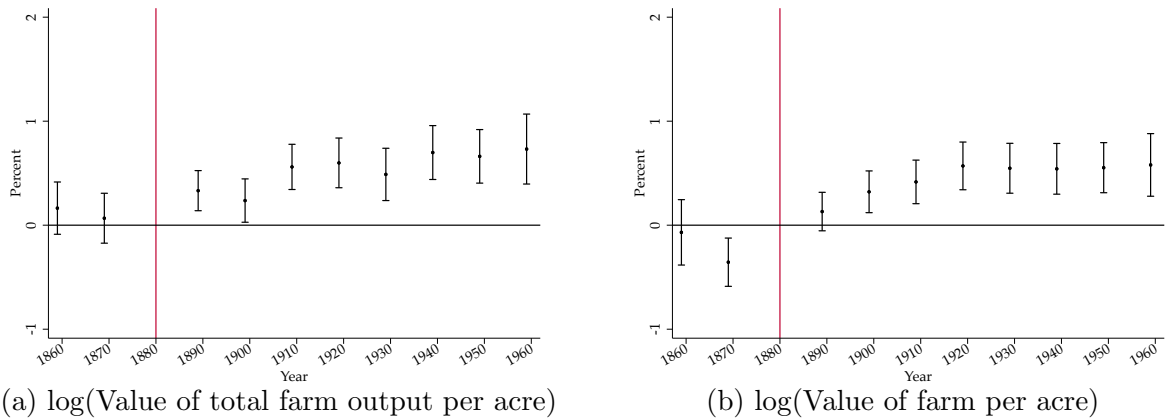 2
1
0
-1
Percent
1860 1870 1880 1890 1900 1910 1920 1930 1940 1950 1960
Year
(a) log(Value of total farm output per acre)
2
1
0
-1
Percent
1860 1870 1880 1890 1900 1910 1920 1930 1940 1950 1960
Year
(b) log(Value of farm per acre)